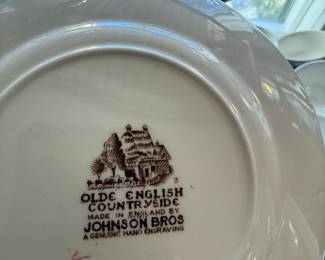 OLDE ENGLISH
COUNTRYSIDE
MADE IN ENGLAND BY
JOHNSON BROS
A GENUINE HAND ENGRAVING